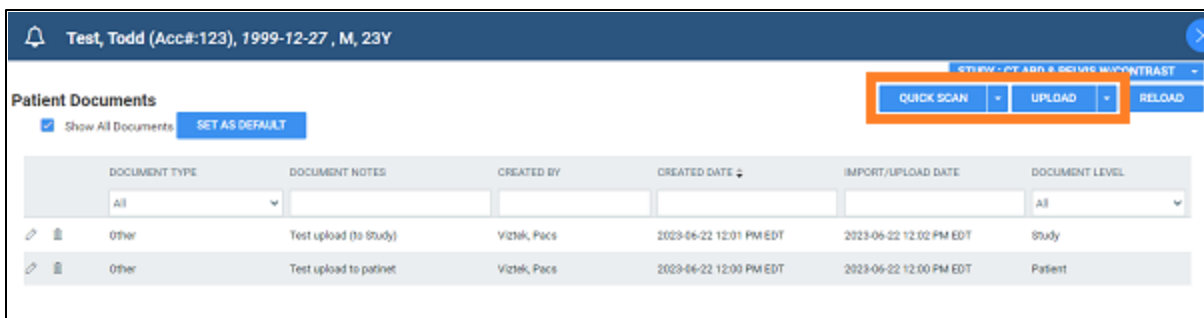 Test, Todd (Acc#:123), 1999-12-27 , M, 23Y
STUDY : CT ABD & PELVIS W/CONTRAST
Patient Documents
QUICK SCAN UPLOAD RELOAD
Show All Documents SET AS DEFAULT
DOCUMENT TYPE DOCUMENT NOTES CREATED BY CREATED DATE IMPORT/UPLOAD DATE DOCUMENT LEVEL
All All
Other Test upload (to Study) Viztek, Pacs 2023-06-22 12:01 PM EDT 2023-06-22 12:02 PM EDT Study
Other Test upload to patinet Viztek, Pacs 2023-06-22 12:00 PM EDT 2023-06-22 12:00 PM EDT Patient